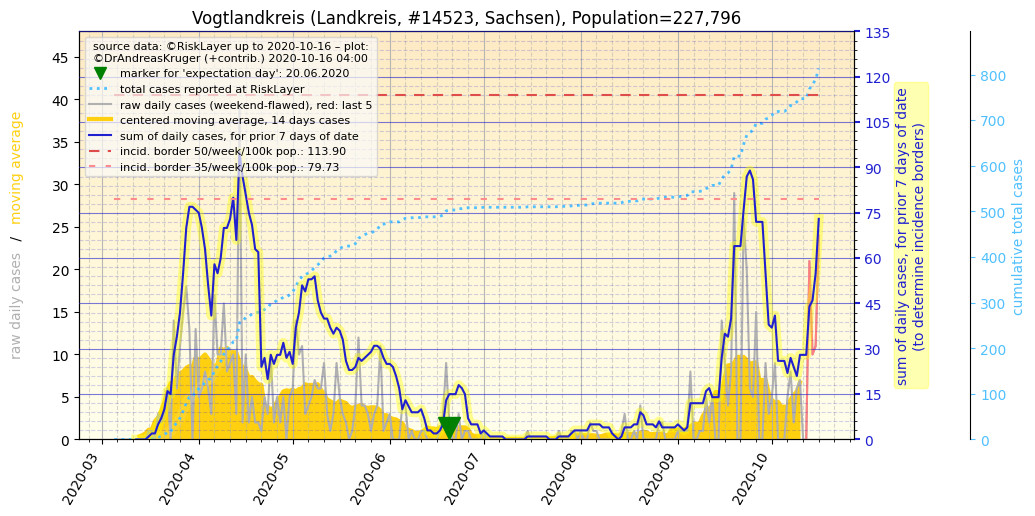 Vogtlandkreis (Landkreis, #14523, Sachsen), Population=227,796
source data: ©RiskLayer up to 2020-10-16 – plot:
©DrAndreasKruger (+contrib.) 2020-10-16 04:00
marker for 'expectation day': 20.06.2020
total cases reported at RiskLayer
raw daily cases (weekend-flawed), red: last 5
centered moving average, 14 days cases
sum of daily cases, for prior 7 days of date
incid. border 50/week/100k pop.: 113.90
incid. border 35/week/100k pop.: 79.73
raw daily cases / moving average
45
40
35
30
25
20
15
10
5
0
2020-03
2020-04
2020-05
2020-06
2020-07
2020-08
2020-09
2020-10
135
120
105
90
75
60
45
30
15
0
sum of daily cases, for prior 7 days of date
(to determine incidence borders)
800
700
600
500
400
300
200
100
0
cumulative total cases